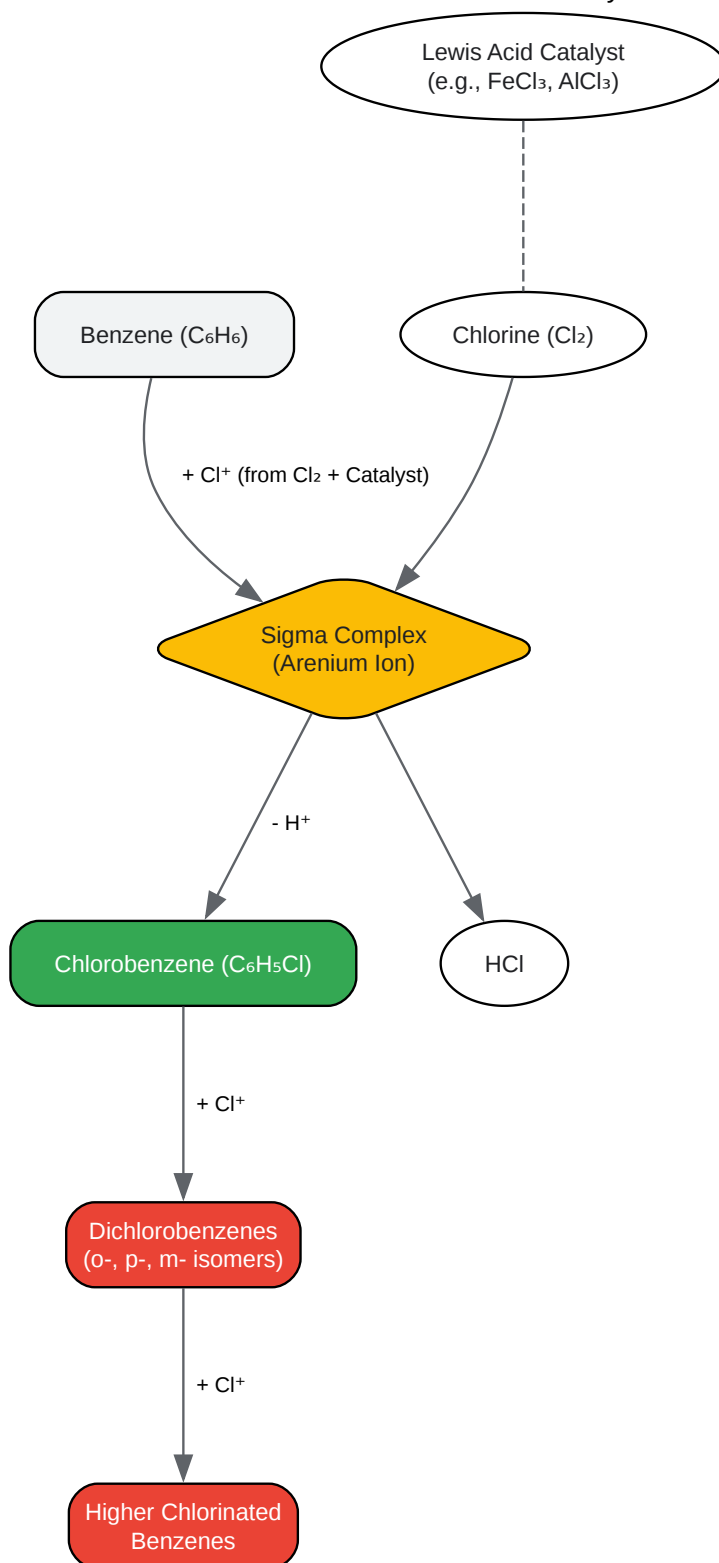 Lewis Acid Catalyst
(e.g., FeCl₃, AlCl₃)
Benzene (C₆H₆)
Chlorine (Cl₂)
+ Cl⁺ (from Cl₂ + Catalyst)
Sigma Complex
(Arenium Ion)
- H⁺
Chlorobenzene (C₆H₅Cl)
HCl
+ Cl⁺
Dichlorobenzenes
(o-, p-, m- isomers)
+ Cl⁺
Higher Chlorinated
Benzenes